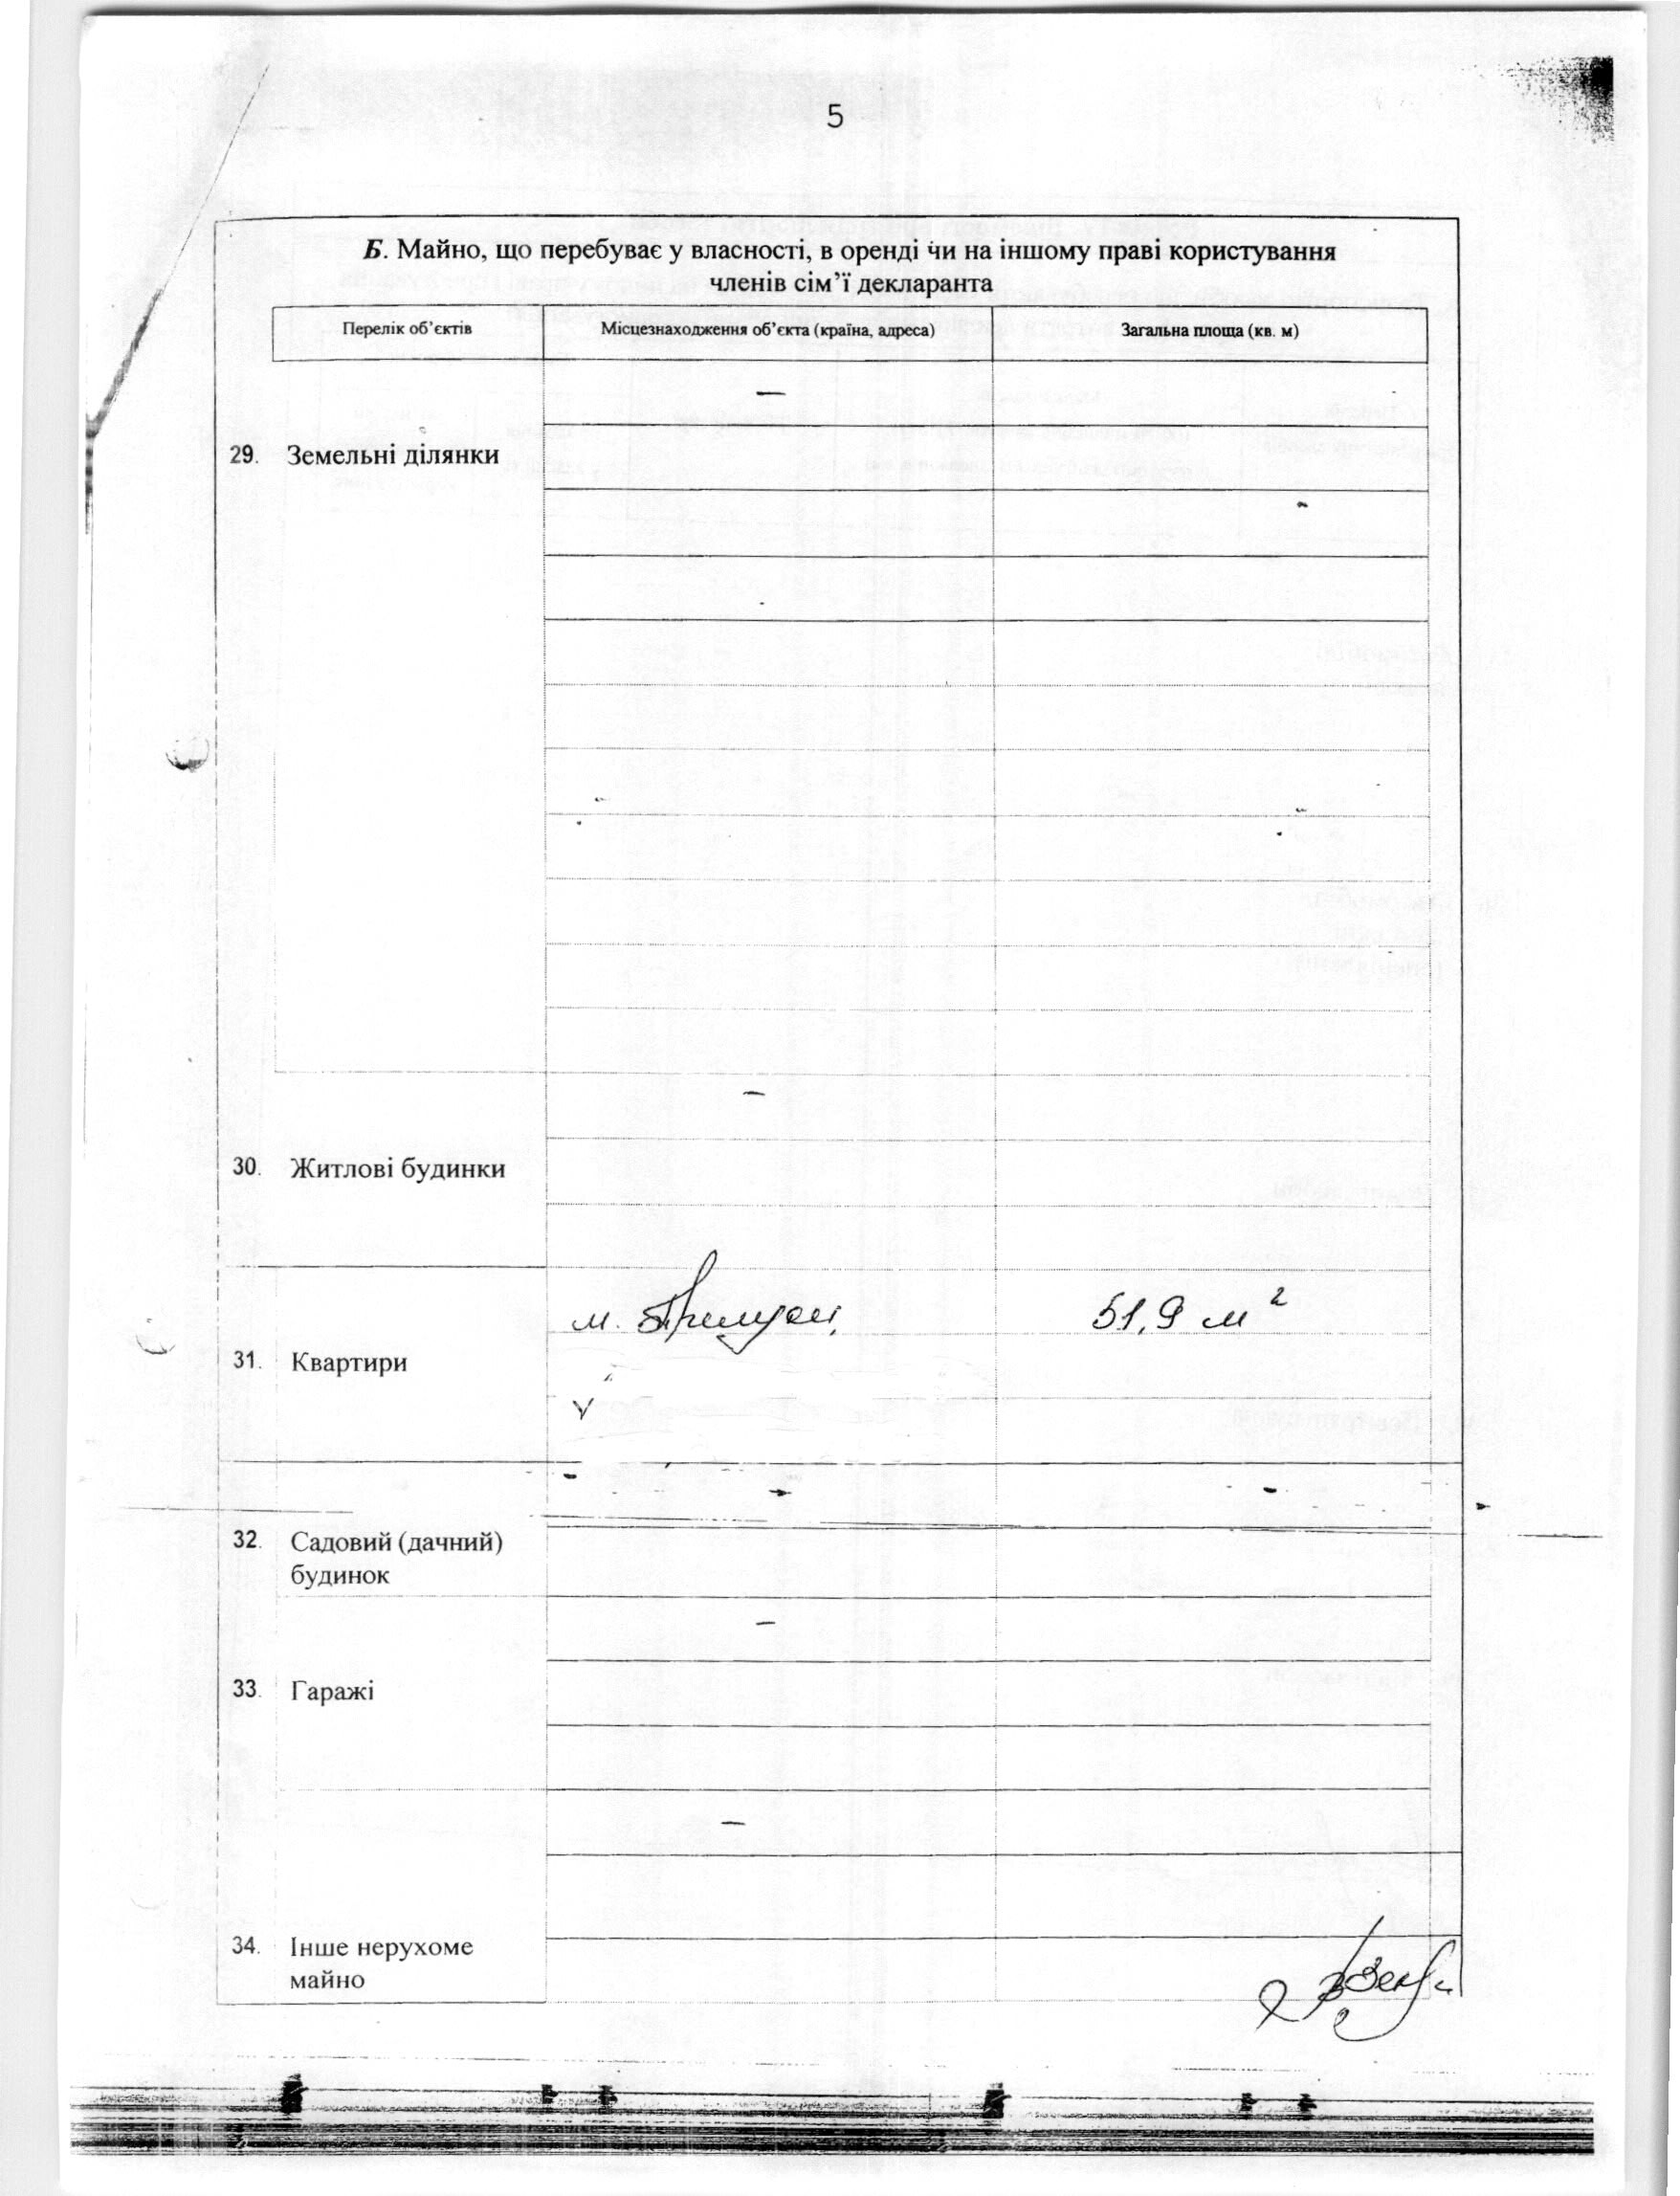 5
Б. Майно, що перебуває у власності, в оренді чи на іншому праві користування
членів сім’ї декларанта
Перелік об’єктів Місцезнаходження об’єкта (країна, адреса) Загальна площа (кв. м)
—
29. Земельні ділянки
—
30. Житлові будинки
м. Прилуки, 51,9 м²
31. Квартири
32. Садовий (дачний)
будинок
—
33. Гаражі
—
34. Інше нерухоме
майно